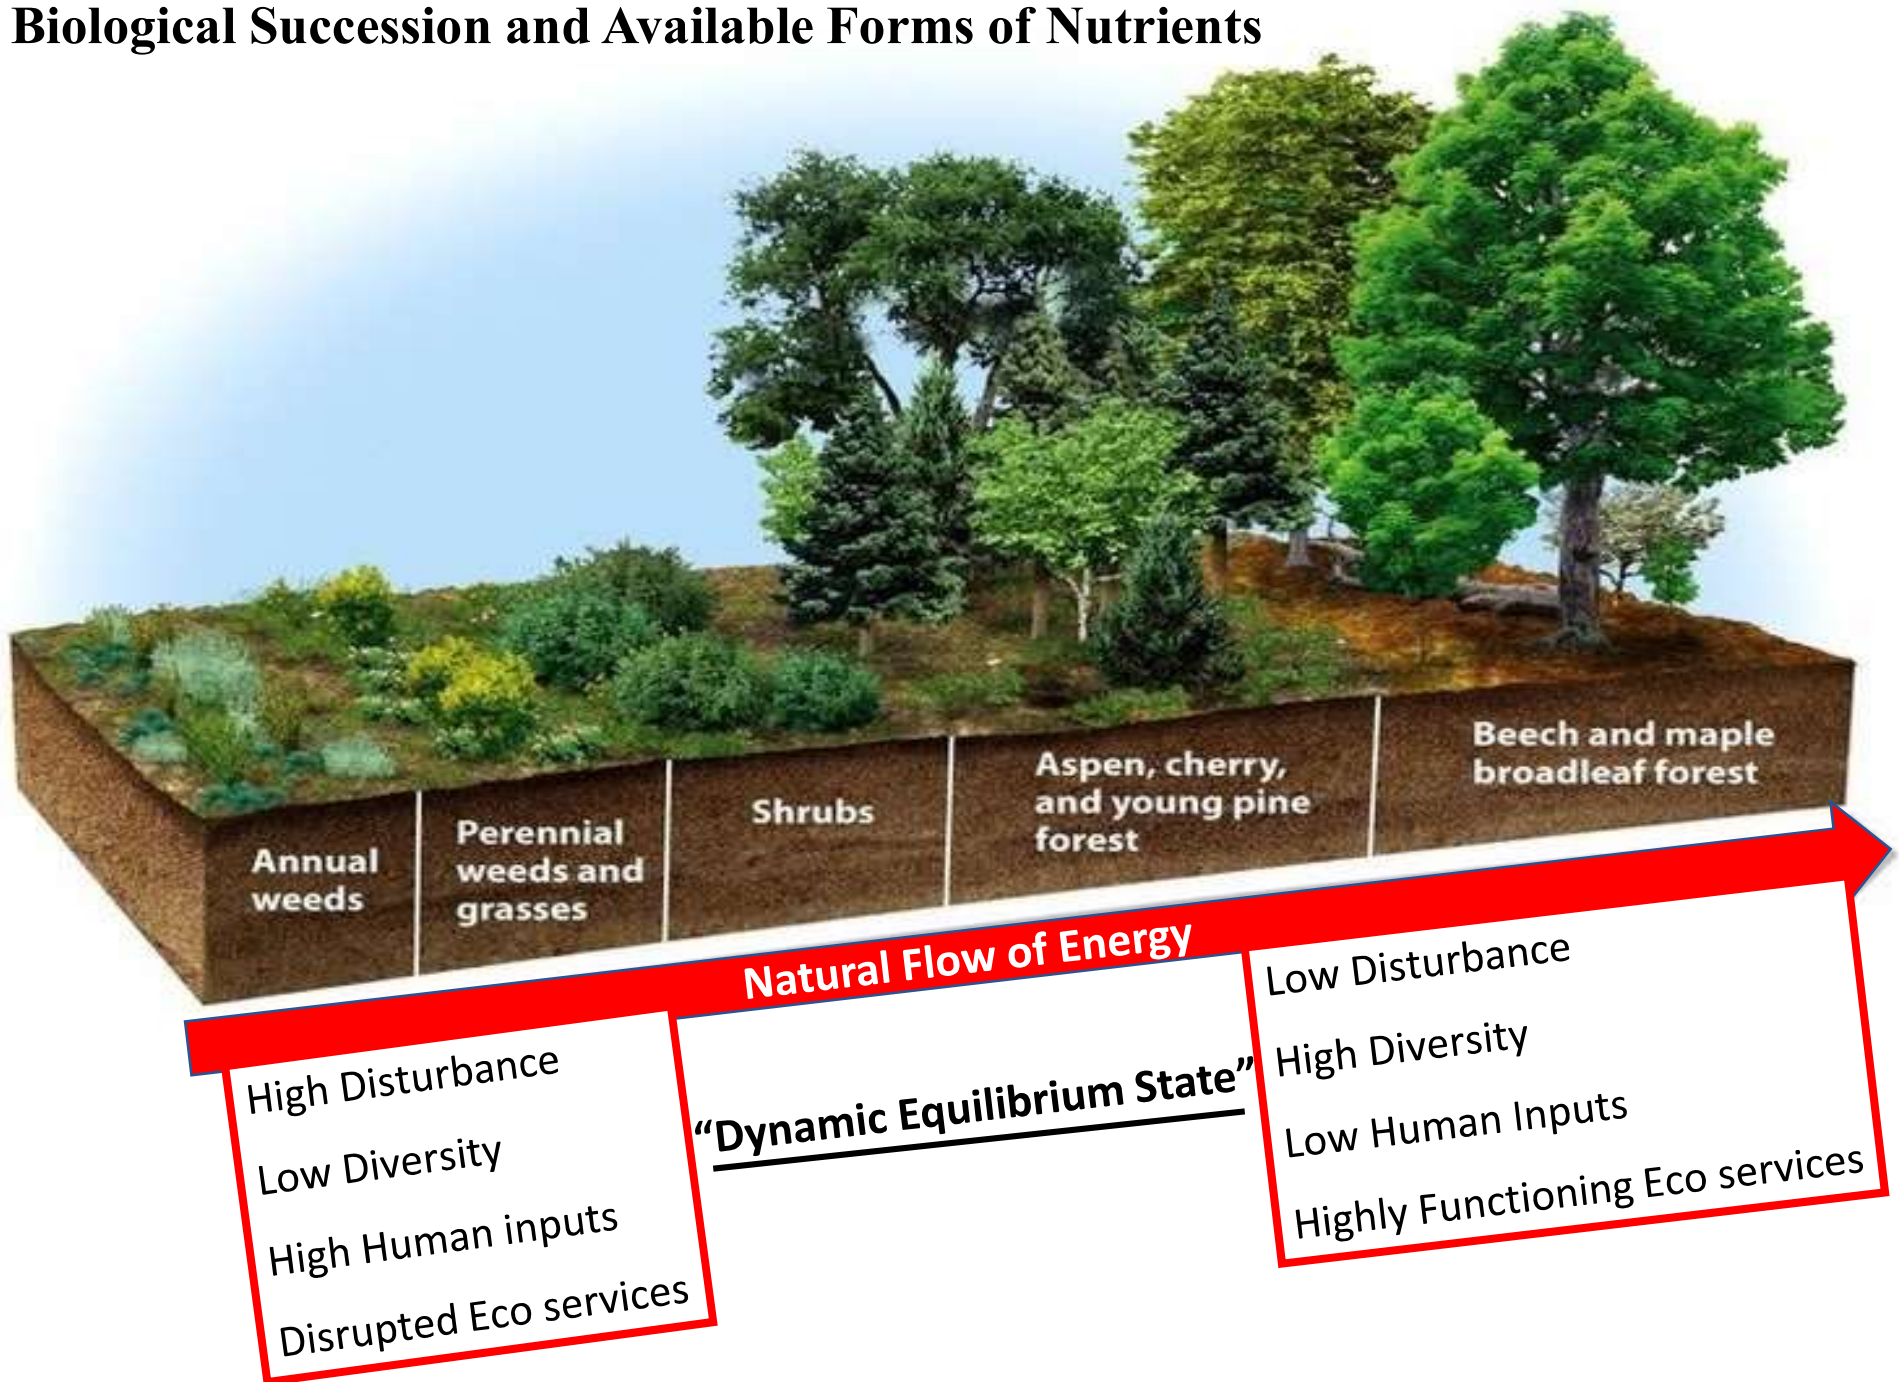 Biological Succession and Available Forms of Nutrients
Annual
weeds
Perennial
weeds and
grasses
Shrubs
Aspen, cherry,
and young pine
forest
Beech and maple
broadleaf forest
Natural Flow of Energy
High Disturbance
Low Diversity
High Human inputs
Disrupted Eco services
“Dynamic Equilibrium State”
Low Disturbance
High Diversity
Low Human Inputs
Highly Functioning Eco services